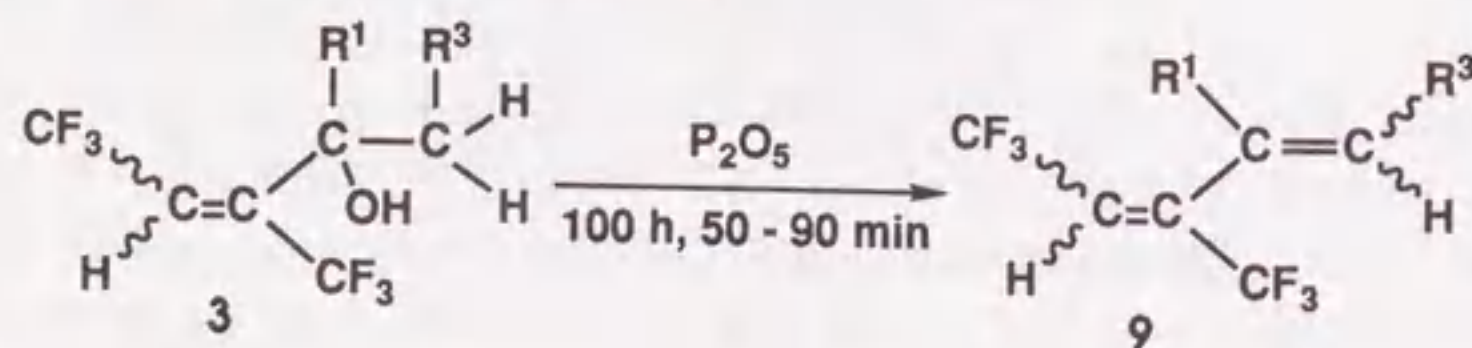 R¹ R³
H
CF₃ C—C P₂O₅
C=C OH H 100 h, 50 - 90 min
H CF₃
3
R¹ R³
CF₃ C=C
C=C H
H CF₃
9